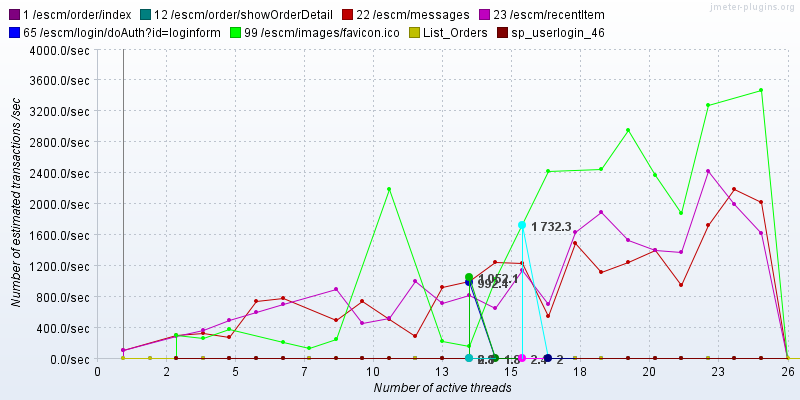 jmeter-plugins.org
1 /escm/order/index 12 /escm/order/showOrderDetail 22 /escm/messages 23 /escm/recentItem
65 /escm/login/doAuth?id=loginform 99 /escm/images/favicon.ico List_Orders sp_userlogin_46
4000.0/sec
3600.0/sec
3200.0/sec
2800.0/sec
2400.0/sec
2000.0/sec
1600.0/sec
1200.0/sec
800.0/sec
400.0/sec
0.0/sec
Number of estimated transactions /sec
1 732.3
1 052.1
992.4
1.8
2.4
2
0 2 5 7 10 13 15 18 20 23 26
Number of active threads